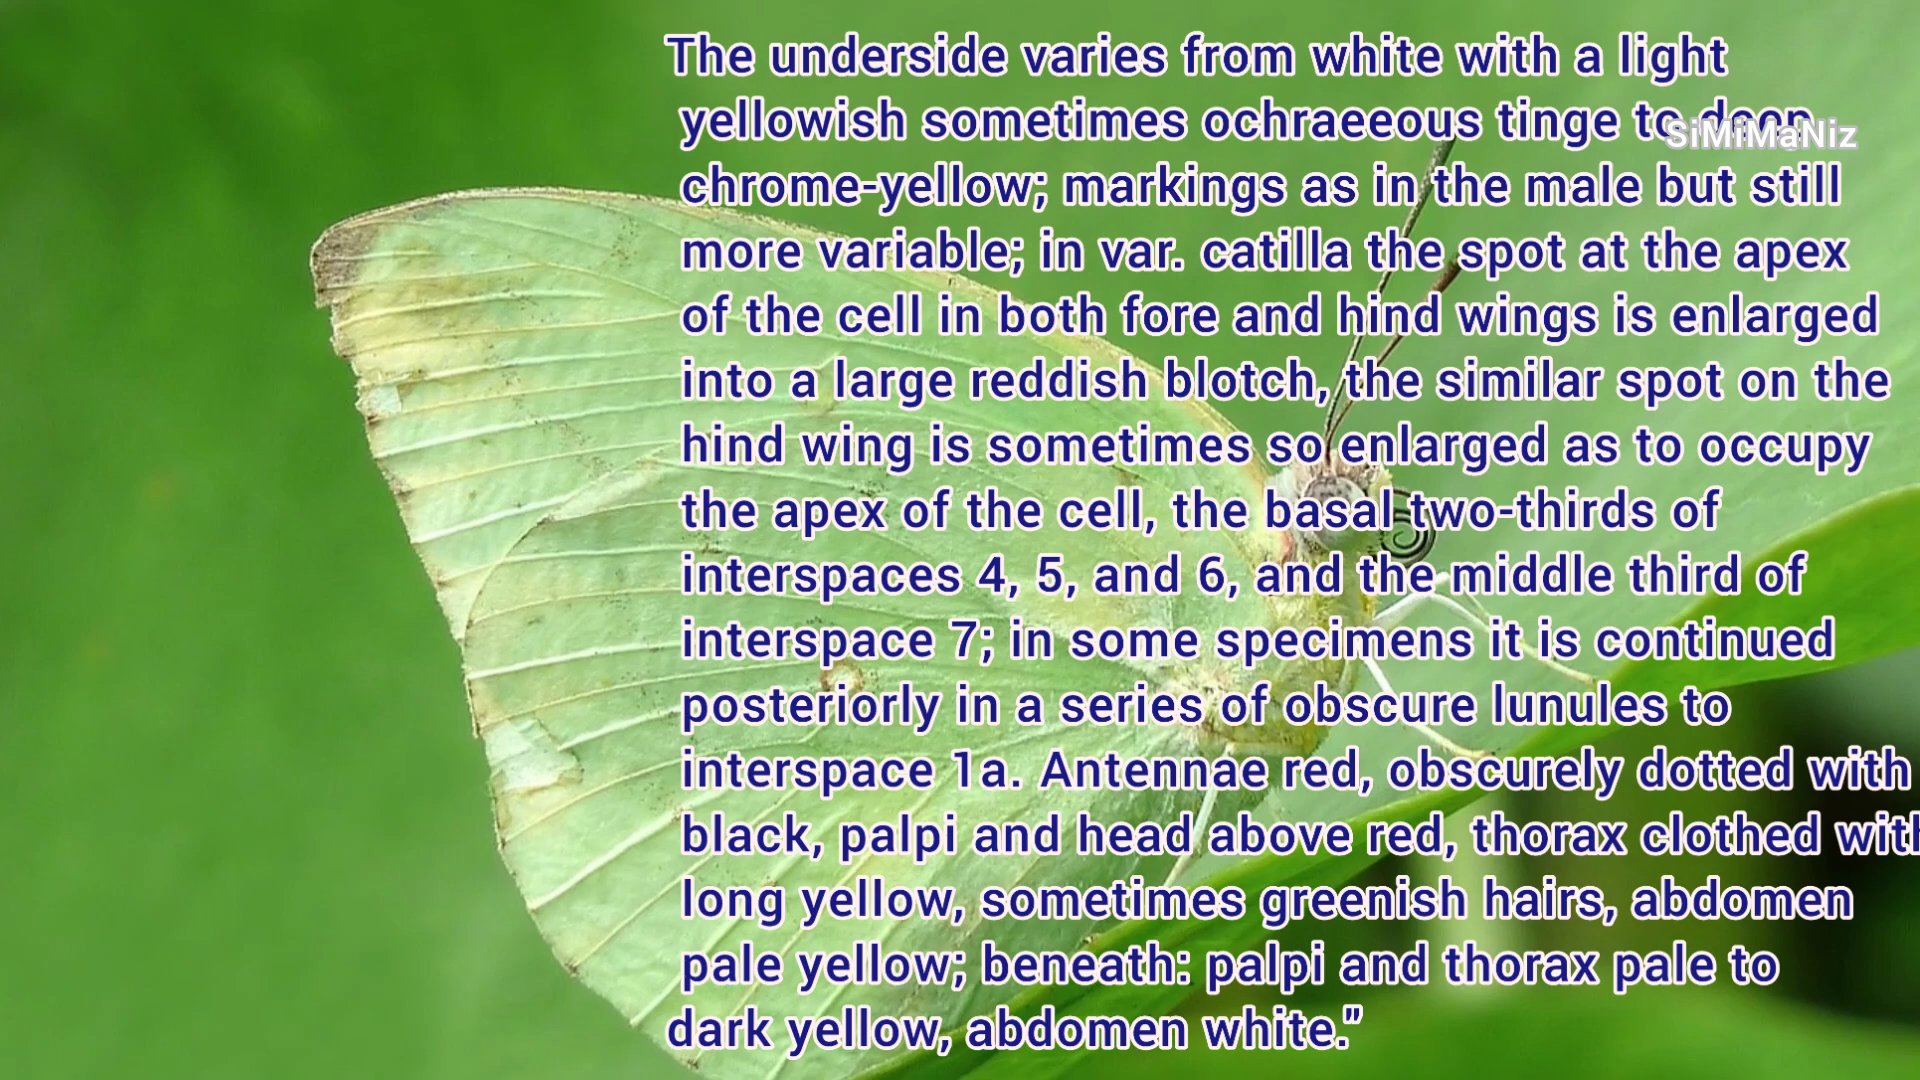 The underside varies from white with a light
yellowish sometimes ochraeeous tinge to deep
SiMiMaNiz
chrome-yellow; markings as in the male but still
more variable; in var. catilla the spot at the apex
of the cell in both fore and hind wings is enlarged
into a large reddish blotch, the similar spot on the
hind wing is sometimes so enlarged as to occupy
the apex of the cell, the basal two-thirds of
interspaces 4, 5, and 6, and the middle third of
interspace 7; in some specimens it is continued
posteriorly in a series of obscure lunules to
interspace 1a. Antennae red, obscurely dotted with
black, palpi and head above red, thorax clothed with
long yellow, sometimes greenish hairs, abdomen
pale yellow; beneath: palpi and thorax pale to
dark yellow, abdomen white."